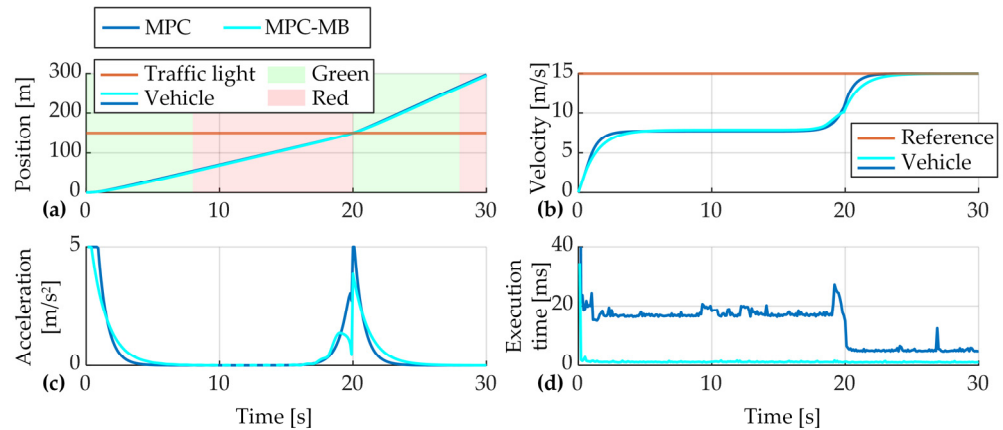 MPC MPC-MB
Traffic light Green
Vehicle Red
Position [m]
300
200
100
0
0 10 20 30
(a)
Velocity [m/s]
15
10
5
0
0 10 20 30
Reference
Vehicle
(b)
Acceleration
[m/s²]
5
0
0 10 20 30
(c)
Time [s]
Execution
time [ms]
40
20
0
0 10 20 30
(d)
Time [s]